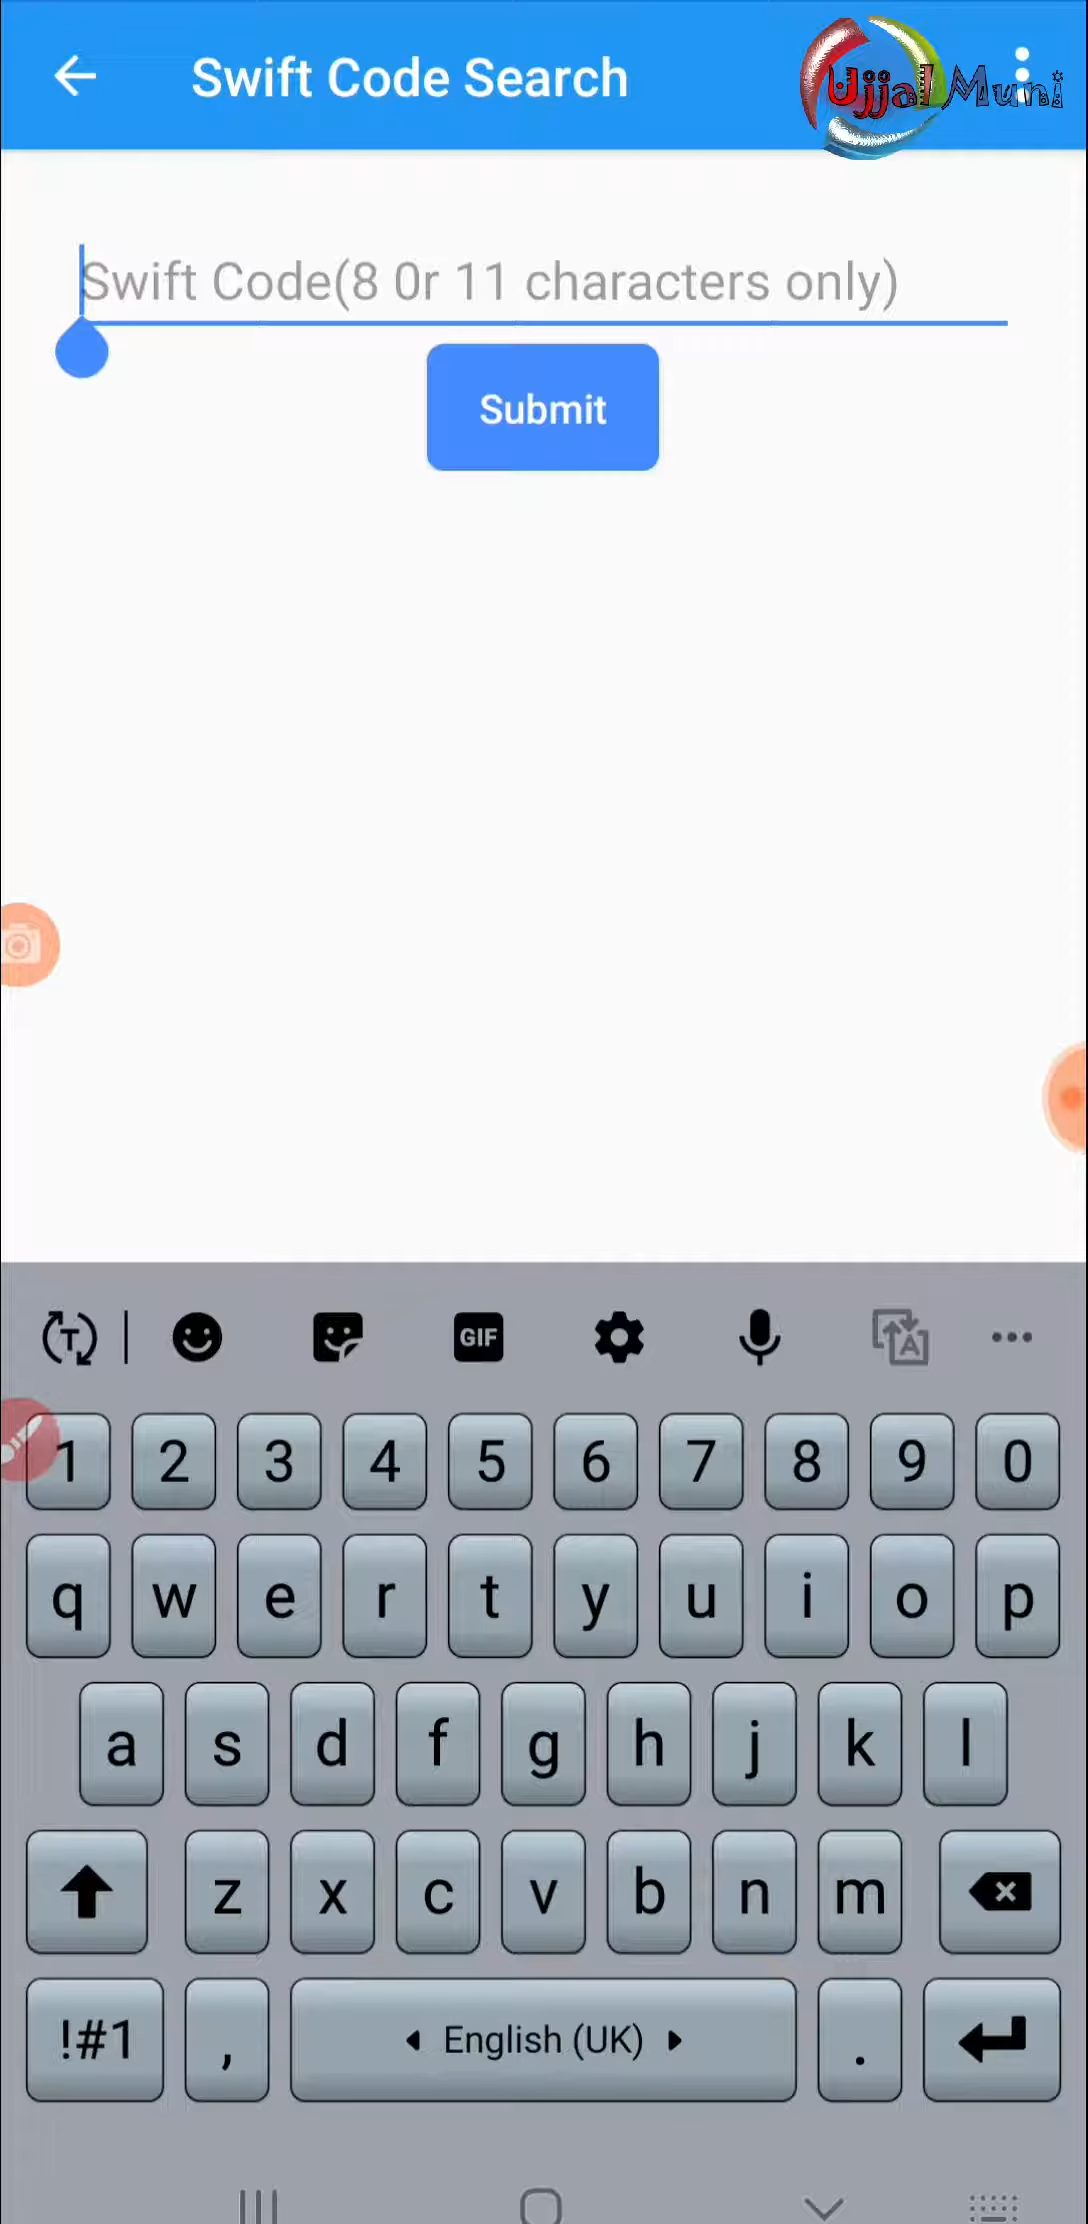 Swift Code Search
Ujjal Muni
Swift Code(8 0r 11 characters only)
Submit
T
GIF
A
1 2 3 4 5 6 7 8 9 0
q w e r t y u i o p
a s d f g h j k l
z x c v b n m
!#1 , English (UK) .